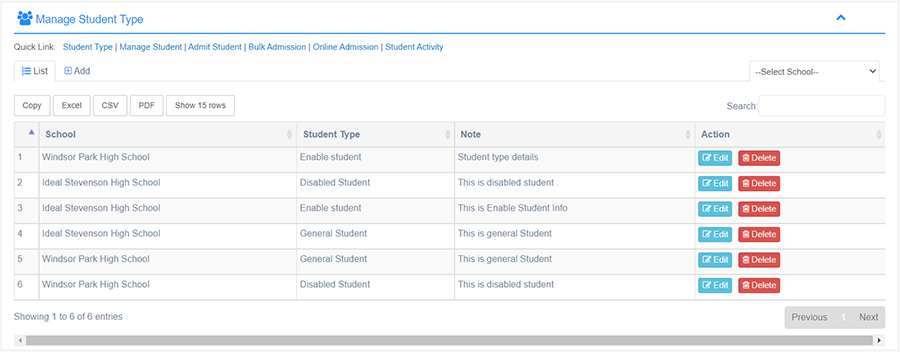 Manage Student Type
Quick Link: Student Type | Manage Student | Admit Student | Bulk Admission | Online Admission | Student Activity
List Add --Select School--
Copy Excel CSV PDF Show 15 rows Search:
School Student Type Note Action
1 Windsor Park High School Enable student Student type details Edit Delete
2 Ideal Stevenson High School Disabled Student This is disabled student . Edit Delete
3 Ideal Stevenson High School Enable student This is Enable Student Info Edit Delete
4 Ideal Stevenson High School General Student This is general Student Edit Delete
5 Windsor Park High School General Student This is general Student Edit Delete
6 Windsor Park High School Disabled Student This is disabled student Edit Delete
Showing 1 to 6 of 6 entries Previous 1 Next